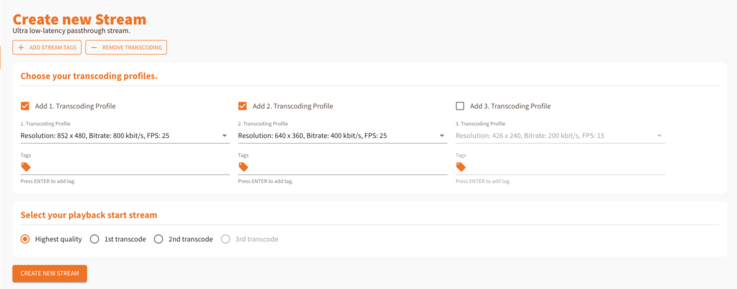 Create new Stream
Ultra low-latency passthrough stream.
+ ADD STREAM TAGS − REMOVE TRANSCODING
Choose your transcoding profiles.
Add 1. Transcoding Profile Add 2. Transcoding Profile Add 3. Transcoding Profile
1. Transcoding Profile 2. Transcoding Profile 3. Transcoding Profile
Resolution: 852 x 480, Bitrate: 800 kbit/s, FPS: 25 Resolution: 640 x 360, Bitrate: 400 kbit/s, FPS: 25 Resolution: 426 x 240, Bitrate: 200 kbit/s, FPS: 15
Tags Tags Tags
Press ENTER to add tag. Press ENTER to add tag. Press ENTER to add tag.
Select your playback start stream
Highest quality 1st transcode 2nd transcode 3rd transcode
CREATE NEW STREAM